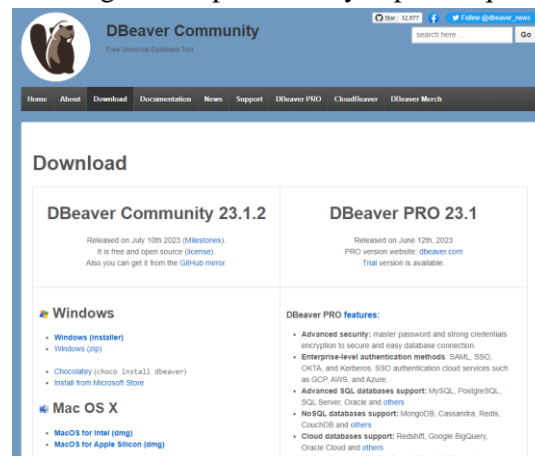 DBeaver Community
Free Universal Database Tool
Star 32,877
Follow @dbeaver_news
search here ...
Go
Home About Download Documentation News Support DBeaver PRO CloudBeaver DBeaver Merch
Download
DBeaver Community 23.1.2
Released on July 10th 2023 (Milestones).
It is free and open source (license).
Also you can get it from the GitHub mirror.
Windows
Windows (installer)
Windows (zip)
Chocolatey (choco install dbeaver)
Install from Microsoft Store
Mac OS X
MacOS for Intel (dmg)
MacOS for Apple Silicon (dmg)
DBeaver PRO 23.1
Released on June 12th, 2023
PRO version website: dbeaver.com
Trial version is available.
DBeaver PRO features:
Advanced security: master password and strong credentials
encryption to secure and easy database connection.
Enterprise-level authentication methods: SAML, SSO,
OKTA, and Kerberos. SSO authentication cloud services such
as GCP, AWS, and Azure.
Advanced SQL databases support: MySQL, PostgreSQL,
SQL Server, Oracle and others
NoSQL databases support: MongoDB, Cassandra, Redis,
CouchDB and others
Cloud databases support: Redshift, Google BigQuery,
Oracle Cloud and others